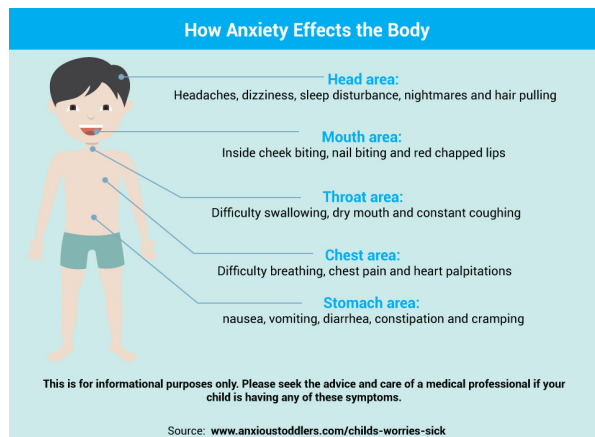 How Anxiety Effects the Body
Head area:
Headaches, dizziness, sleep disturbance, nightmares and hair pulling
Mouth area:
Inside cheek biting, nail biting and red chapped lips
Throat area:
Difficulty swallowing, dry mouth and constant coughing
Chest area:
Difficulty breathing, chest pain and heart palpitations
Stomach area:
nausea, vomiting, diarrhea, constipation and cramping
This is for informational purposes only. Please seek the advice and care of a medical professional if your
child is having any of these symptoms.
Source: www.anxioustoddlers.com/childs-worries-sick